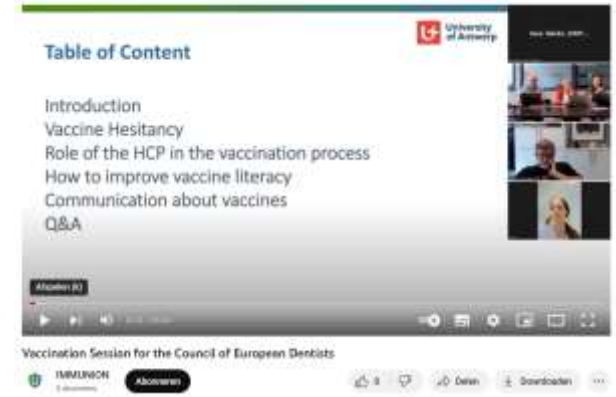 University
of Antwerp
Table of Content
Introduction
Vaccine Hesitancy
Role of the HCP in the vaccination process
How to improve vaccine literacy
Communication about vaccines
Q&A
Afspelen (k)
Vaccination Session for the Council of European Dentists
IMMUNION
Abonneren
8
Delen
Downloaden